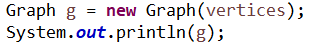 Graph g = new Graph(vertices);
System.out.println(g);